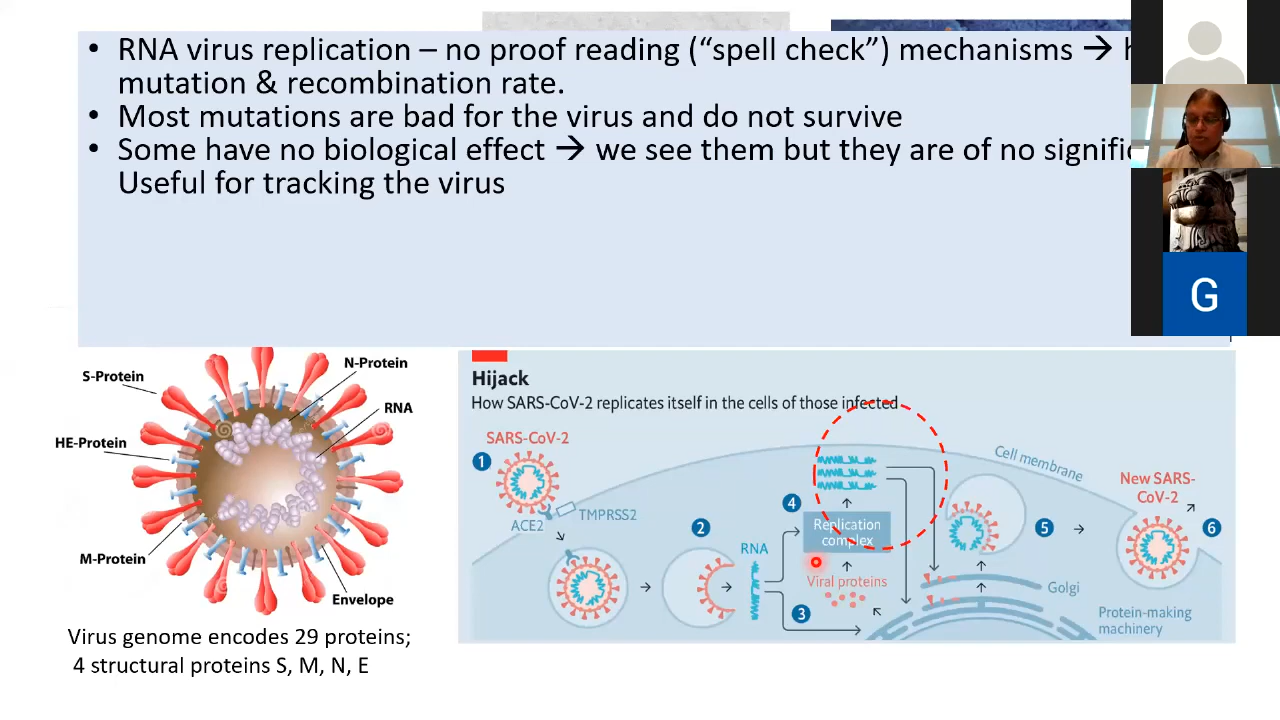 • RNA virus replication – no proof reading (“spell check”) mechanisms →
mutation & recombination rate.
• Most mutations are bad for the virus and do not survive
• Some have no biological effect → we see them but they are of no
Useful for tracking the virus
G
S-Protein
N-Protein
RNA
HE-Protein
M-Protein
Envelope
Virus genome encodes 29 proteins;
4 structural proteins S, M, N, E
Hijack
How SARS-CoV-2 replicates itself in the cells of those infected
SARS-CoV-2
1
ACE2
TMPRSS2
2
RNA
3
4
Replication
complex
Viral proteins
Cell membrane
5
Golgi
Protein-making
machinery
New SARS-
CoV-2
6